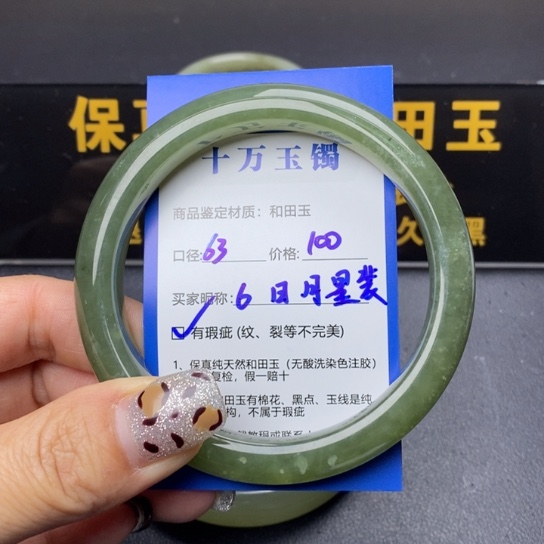 保真 田玉
久 黑
十万玉镯
商品鉴定材质：和田玉
口径: 63 价格: 100
买家昵称: 6 日月星裳
有瑕疵 (纹、裂等不完美)
1、保真纯天然和田玉（无酸洗染色注胶）
复检，假一赔十
田玉有棉花、黑点、玉线是纯
构，不属于瑕疵